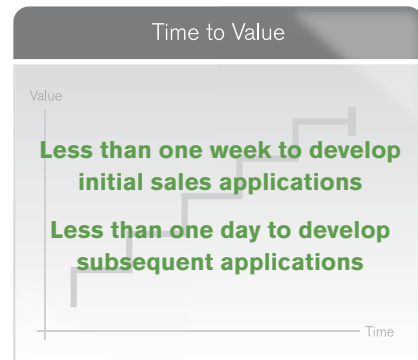 Time to Value
Value
Less than one week to develop
initial sales applications
Less than one day to develop
subsequent applications
Time